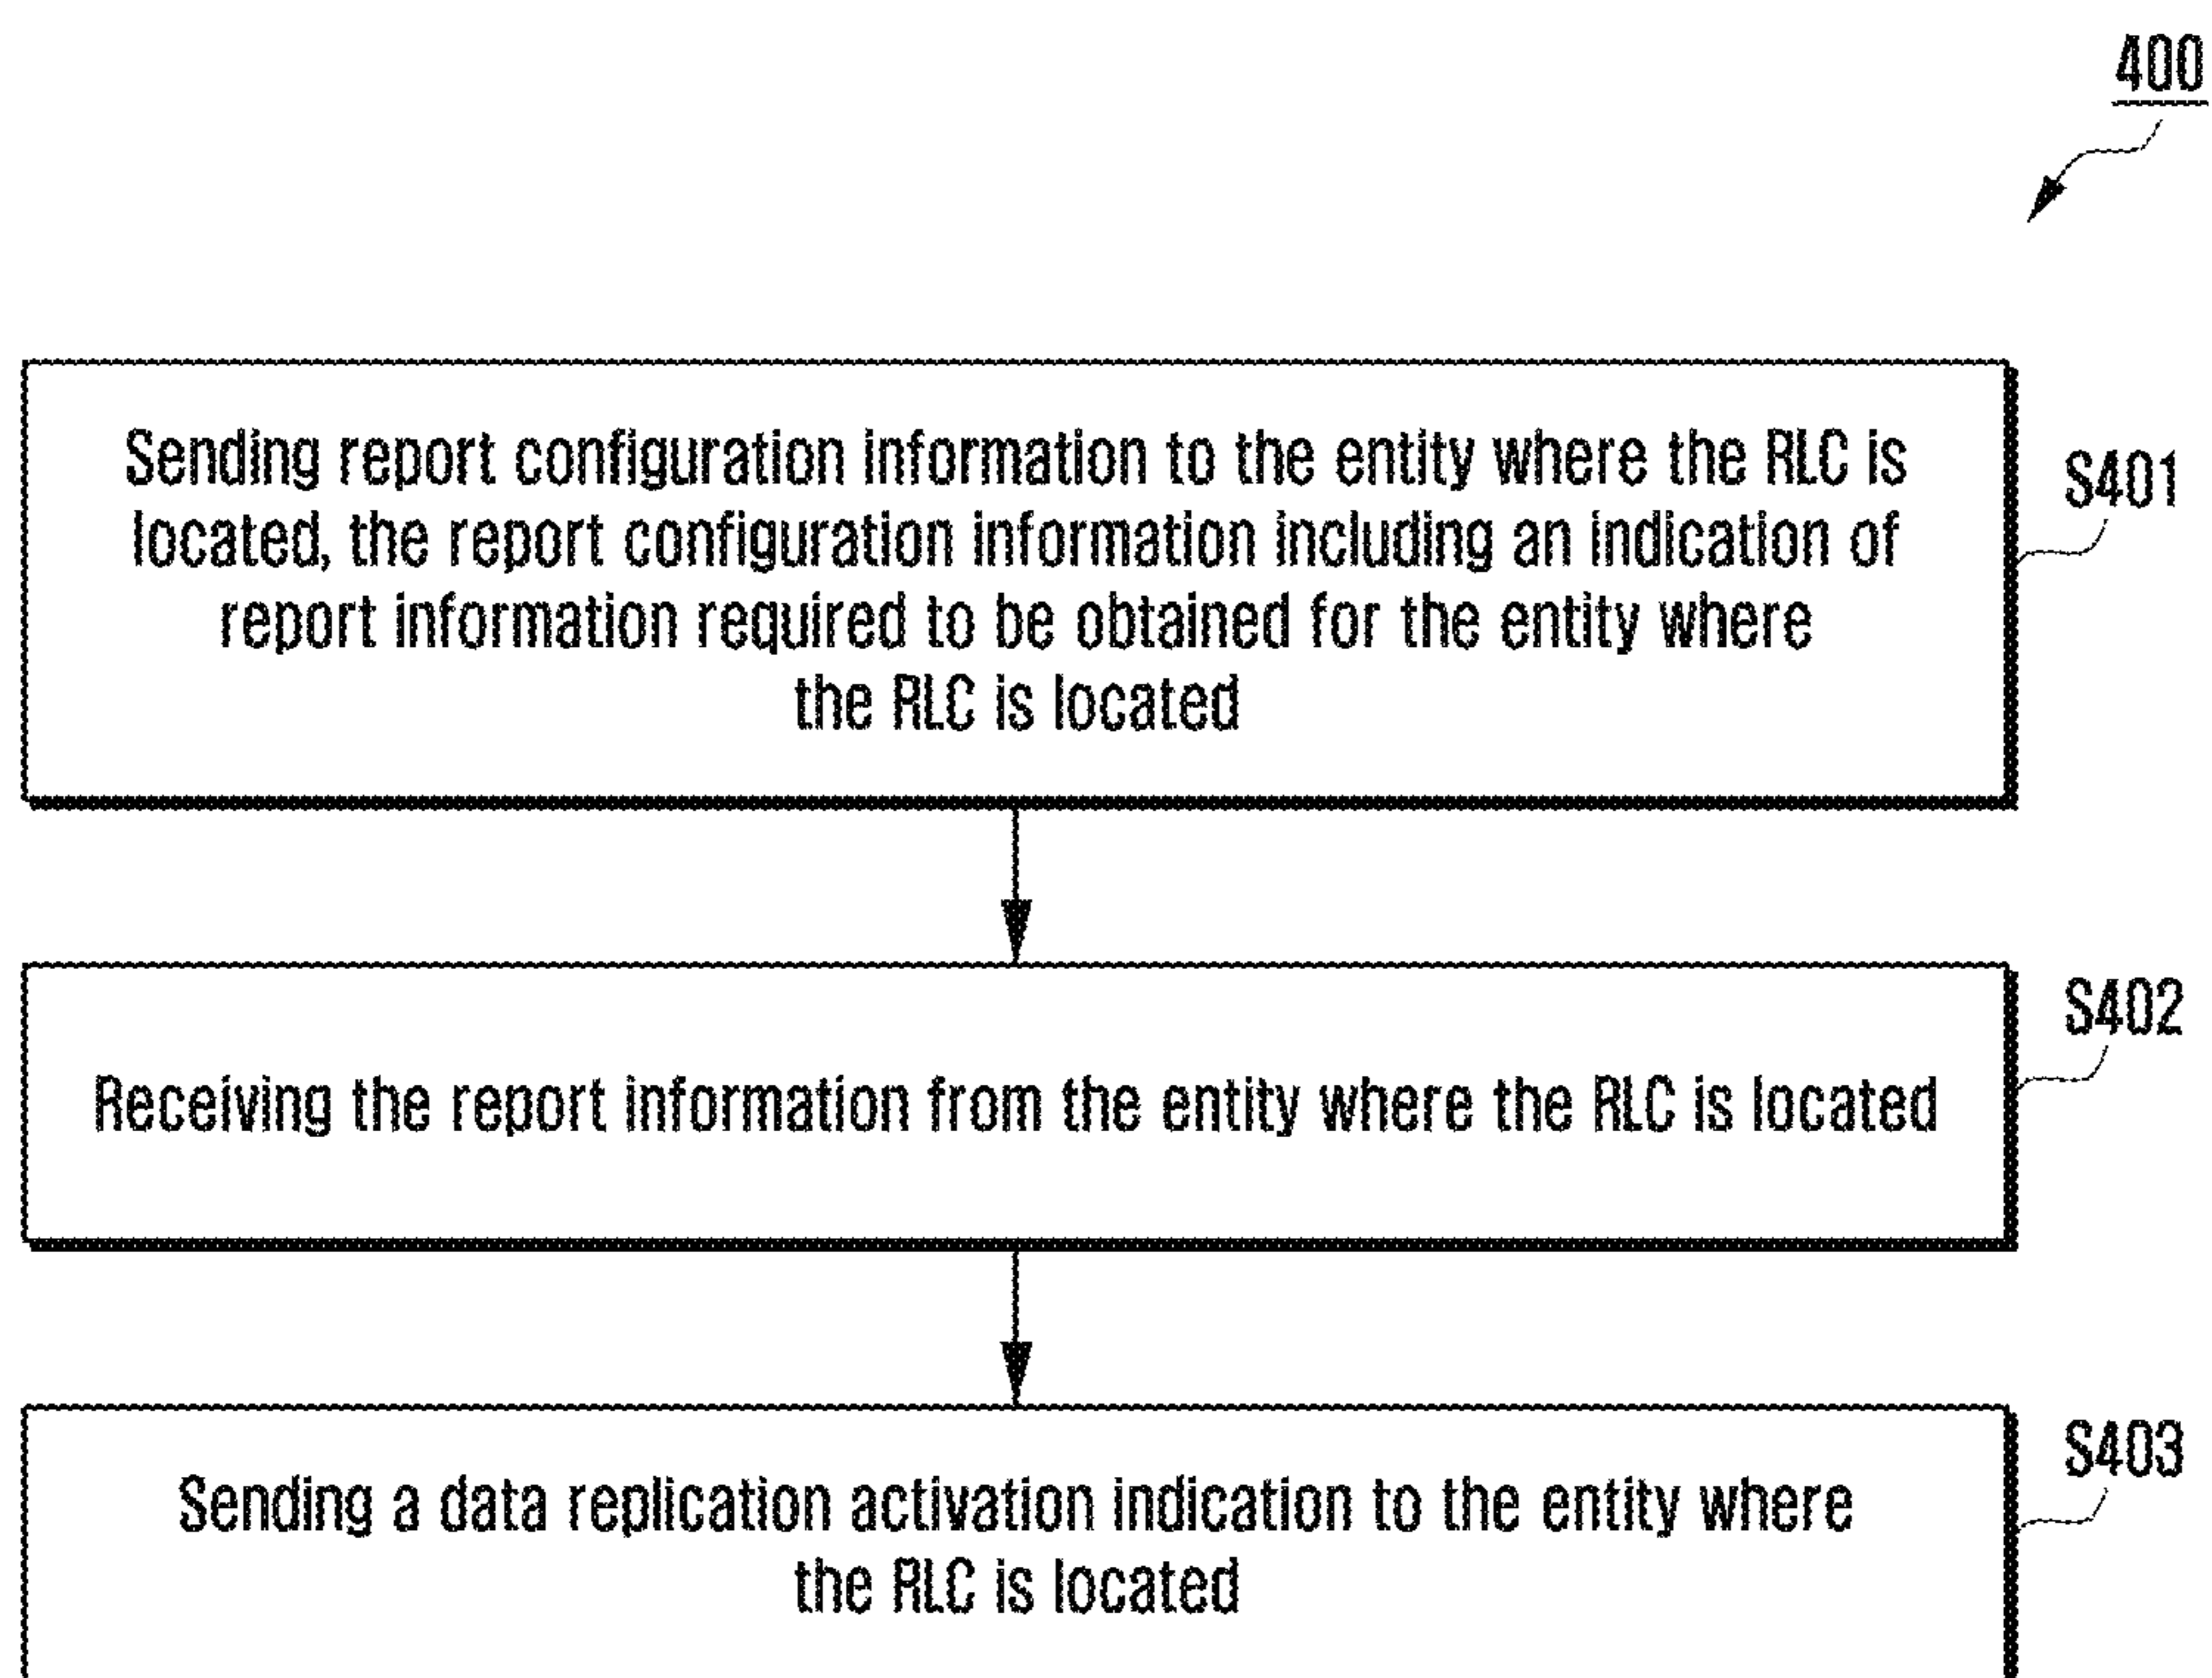 400
Sending report configuration information to the entity where the RLC is
located, the report configuration information including an indication of
report information required to be obtained for the entity where
the RLC is located
S401
Receiving the report information from the entity where the RLC is located
S402
Sending a data replication activation indication to the entity where
the RLC is located
S403